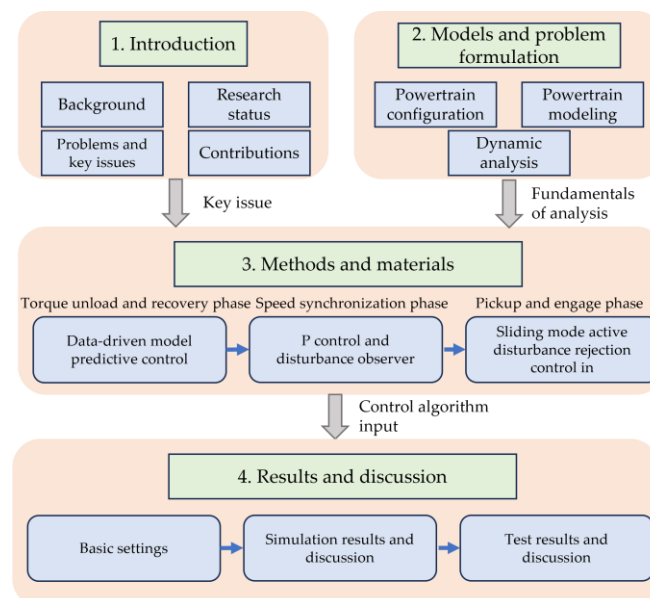 1. Introduction
Background
Research
status
Problems and
key issues
Contributions
2. Models and problem
formulation
Powertrain
configuration
Powertrain
modeling
Dynamic
analysis
Key issue
Fundamentals
of analysis
3. Methods and materials
Torque unload and recovery phase
Speed synchronization phase
Pickup and engage phase
Data-driven model
predictive control
P control and
disturbance observer
Sliding mode active
disturbance rejection
control in
Control algorithm
input
4. Results and discussion
Basic settings
Simulation results and
discussion
Test results and
discussion